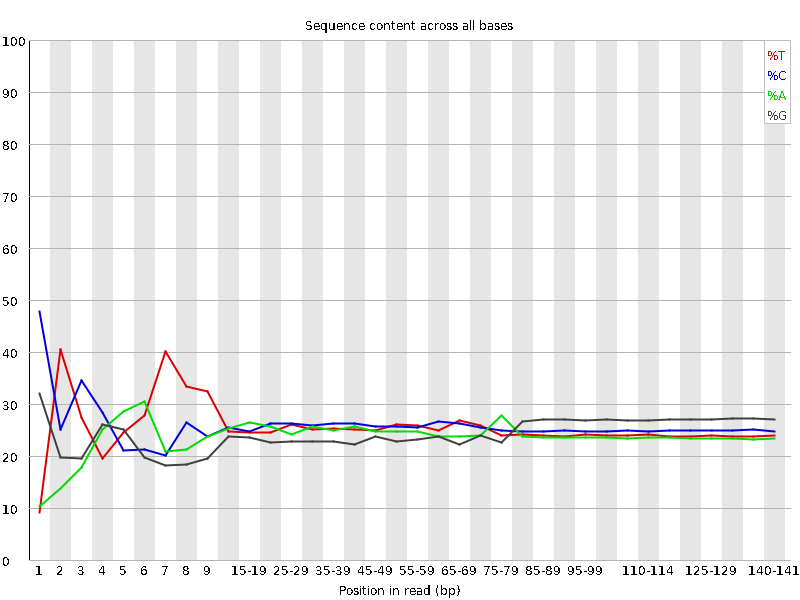 Sequence content across all bases
100
90
80
70
60
50
40
30
20
10
0
%T
%C
%A
%G
1 2 3 4 5 6 7 8 9 15-19 25-29 35-39 45-49 55-59 65-69 75-79 85-89 95-99 110-114 125-129 140-141
Position in read (bp)